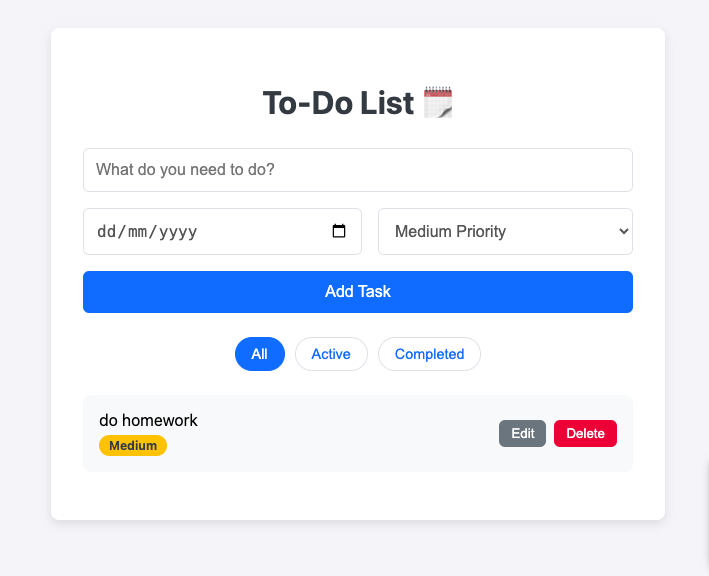 To-Do List 🗓️
What do you need to do?
dd/mm/yyyy Medium Priority
Add Task
All Active Completed
do homework
Medium
Edit Delete